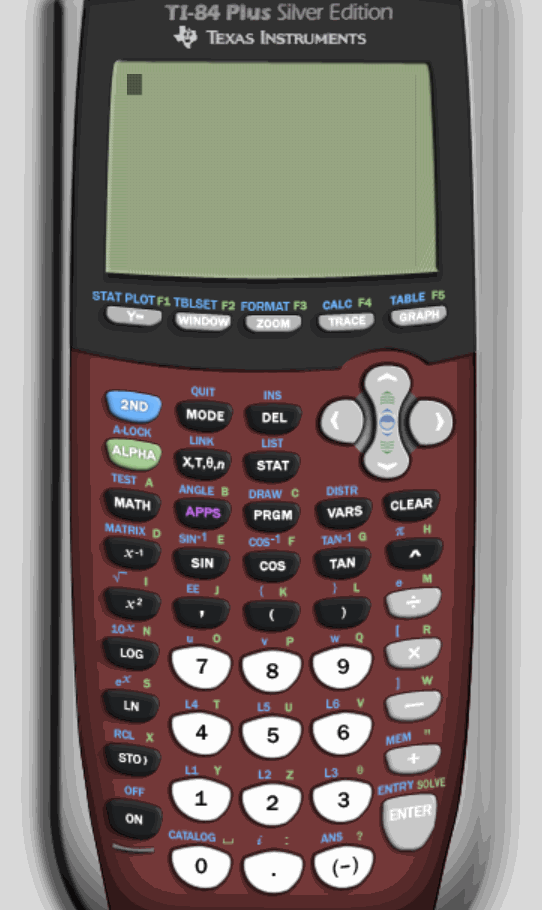 TI-84 Plus Silver Edition
TEXAS INSTRUMENTS
STAT PLOT F1 TBLSET F2 FORMAT F3 CALC F4 TABLE F5
Y= WINDOW ZOOM TRACE GRAPH
QUIT INS
2ND MODE DEL
A-LOCK LINK LIST
ALPHA X,T,θ,n STAT
TEST A ANGLE B DRAW C DISTR
MATH APPS PRGM VARS CLEAR
MATRIX D SIN⁻¹ E COS⁻¹ F TAN⁻¹ G π H
x⁻¹ SIN COS TAN ^
√ I EE J { K } L e M
x² , ( ) ÷
10ˣ N u O v P w Q [ R
LOG 7 8 9 ×
eˣ S L4 T L5 U L6 V ] W
LN 4 5 6 —
RCL X L1 Y L2 Z L3 θ MEM "
STO⟩ 1 2 3 +
OFF CATALOG ␣ i : ANS ? ENTRY SOLVE
ON 0 . (−) ENTER